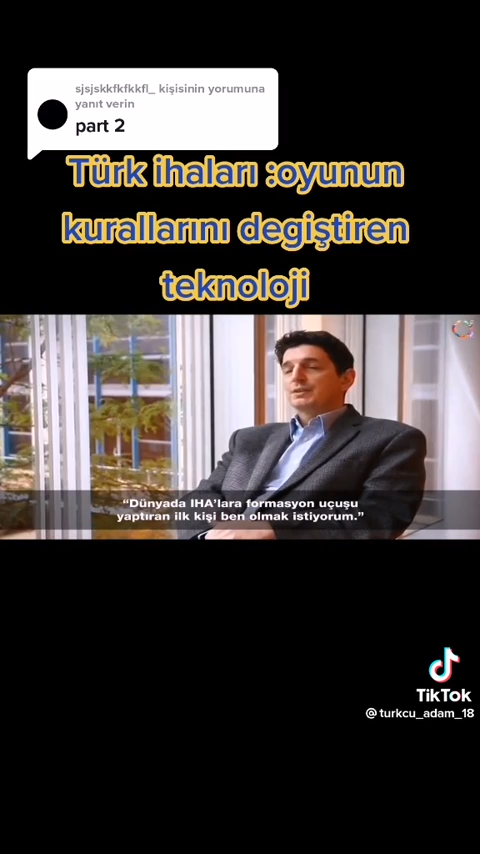 sjsjskkfkfkkfl_ kişisinin yorumuna
yanıt verin
part 2
Türk ihaları :oyunun
kurallarını degiştiren
teknoloji
“Dünyada IHA’lara formasyon uçuşu
yaptıran ilk kişi ben olmak istiyorum.”
TikTok
@turkcu_adam_18